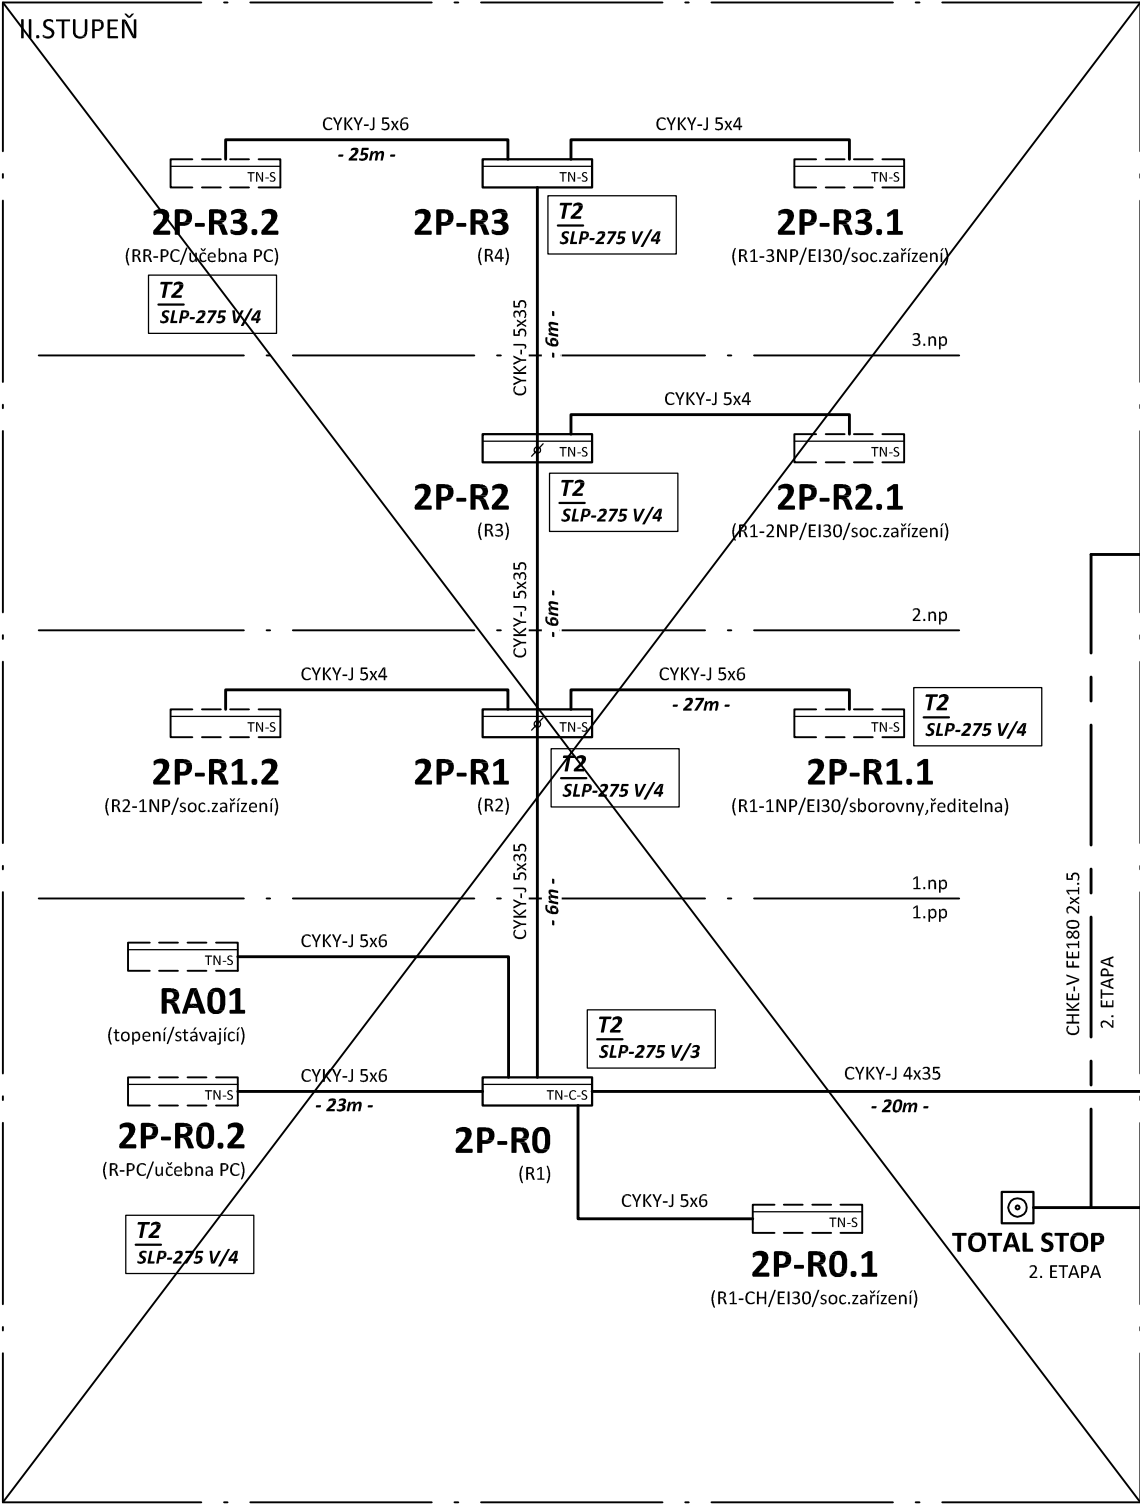 II.STUPEŇ
CYKY-J 5x6
- 25m -
CYKY-J 5x4
TN-S
TN-S
TN-S
2P-R3.2
(RR-PC/učebna PC)
2P-R3
(R4)
T2
SLP-275 V/4
2P-R3.1
(R1-3NP/EI30/soc.zařízení)
T2
SLP-275 V/4
CYKY-J 5x35
- 6m -
3.np
CYKY-J 5x4
TN-S
TN-S
2P-R2
(R3)
T2
SLP-275 V/4
2P-R2.1
(R1-2NP/EI30/soc.zařízení)
CYKY-J 5x35
- 6m -
2.np
CYKY-J 5x4
CYKY-J 5x6
- 27m -
TN-S
TN-S
TN-S
T2
SLP-275 V/4
2P-R1.2
(R2-1NP/soc.zařízení)
2P-R1
(R2)
T2
SLP-275 V/4
2P-R1.1
(R1-1NP/EI30/sborovny,ředitelna)
CYKY-J 5x35
- 6m -
1.np
1.pp
CHKE-V FE180 2x1.5
2. ETAPA
CYKY-J 5x6
TN-S
RA01
(topení/stávající)
T2
SLP-275 V/3
CYKY-J 5x6
- 23m -
TN-S
TN-C-S
CYKY-J 4x35
- 20m -
2P-R0.2
(R-PC/učebna PC)
2P-R0
(R1)
T2
SLP-275 V/4
CYKY-J 5x6
TN-S
2P-R0.1
(R1-CH/EI30/soc.zařízení)
TOTAL STOP
2. ETAPA